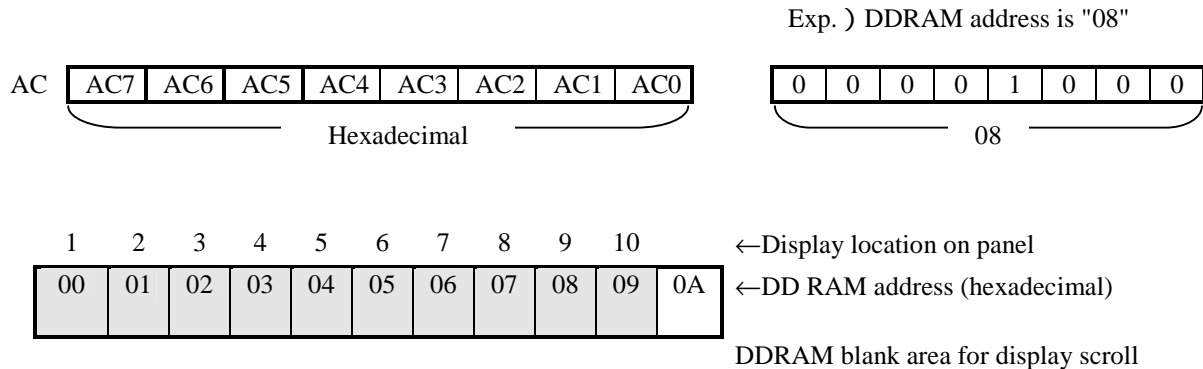 Exp. ) DDRAM address is "08"
AC AC7 AC6 AC5 AC4 AC3 AC2 AC1 AC0 0 0 0 0 1 0 0 0
Hexadecimal 08
1 2 3 4 5 6 7 8 9 10 ←Display location on panel
00 01 02 03 04 05 06 07 08 09 0A ←DD RAM address (hexadecimal)
DDRAM blank area for display scroll